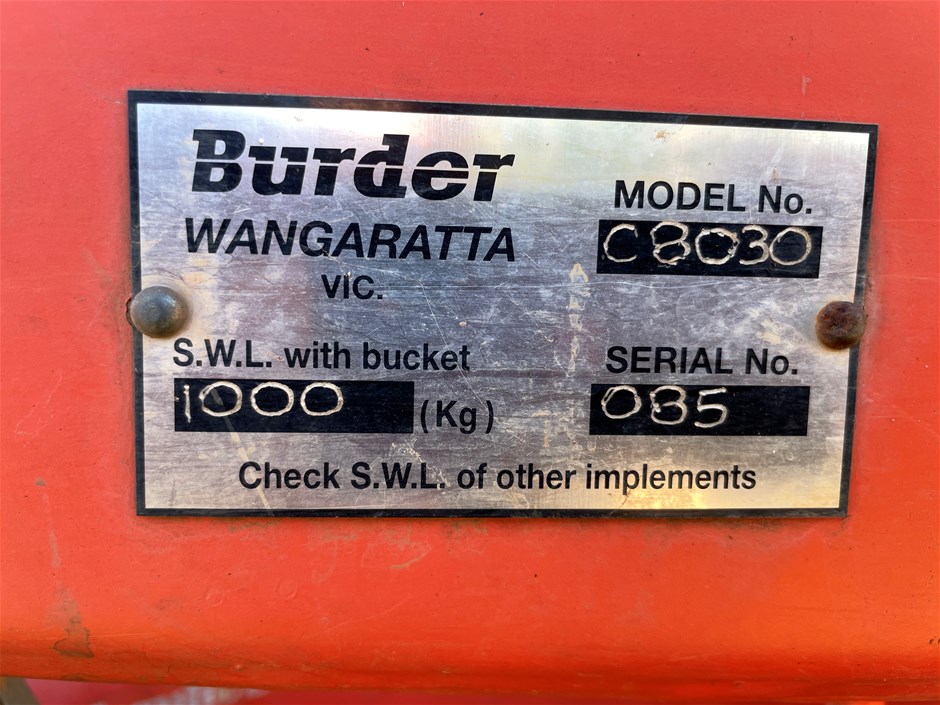 Burder
WANGARATTA
VIC.
MODEL No.
C8030
S.W.L. with bucket
1000 (Kg)
SERIAL No.
085
Check S.W.L. of other implements